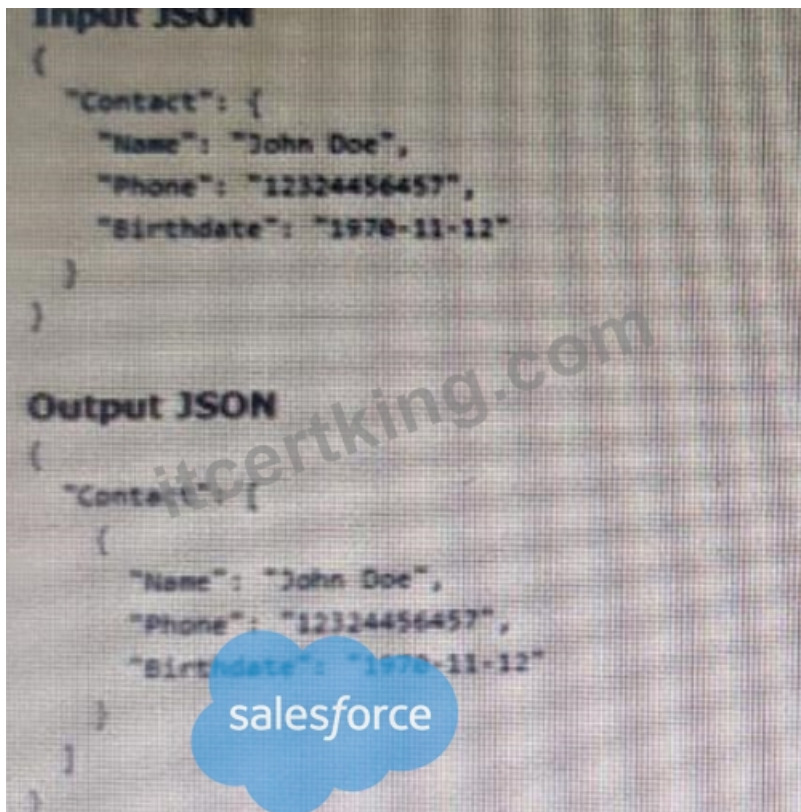 Input JSON
{
"Contact": {
"Name": "John Doe",
"Phone": "12324456457",
"Birthdate": "1970-11-12"
}
}
Output JSON
{
"Contact": [
{
"Name": "John Doe",
"Phone": "12324456457",
"Birthdate": "1970-11-12"
}
]
}
itcertking.com
salesforce